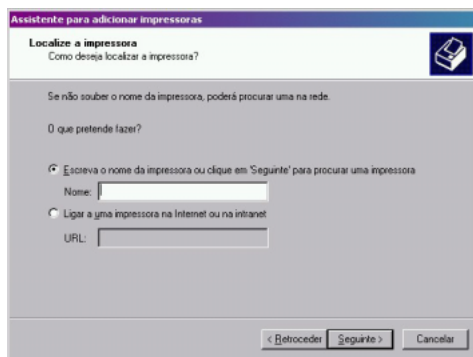 Assistente para adicionar impressoras
Localize a impressora
Como deseja localizar a impressora?
Se não souber o nome da impressora, poderá procurar uma na rede.
O que pretende fazer?
Escreva o nome da impressora ou clique em 'Seguinte' para procurar uma impressora
Nome:
Ligar a uma impressora na Internet ou na intranet
URL:
< Retroceder Seguinte > Cancelar